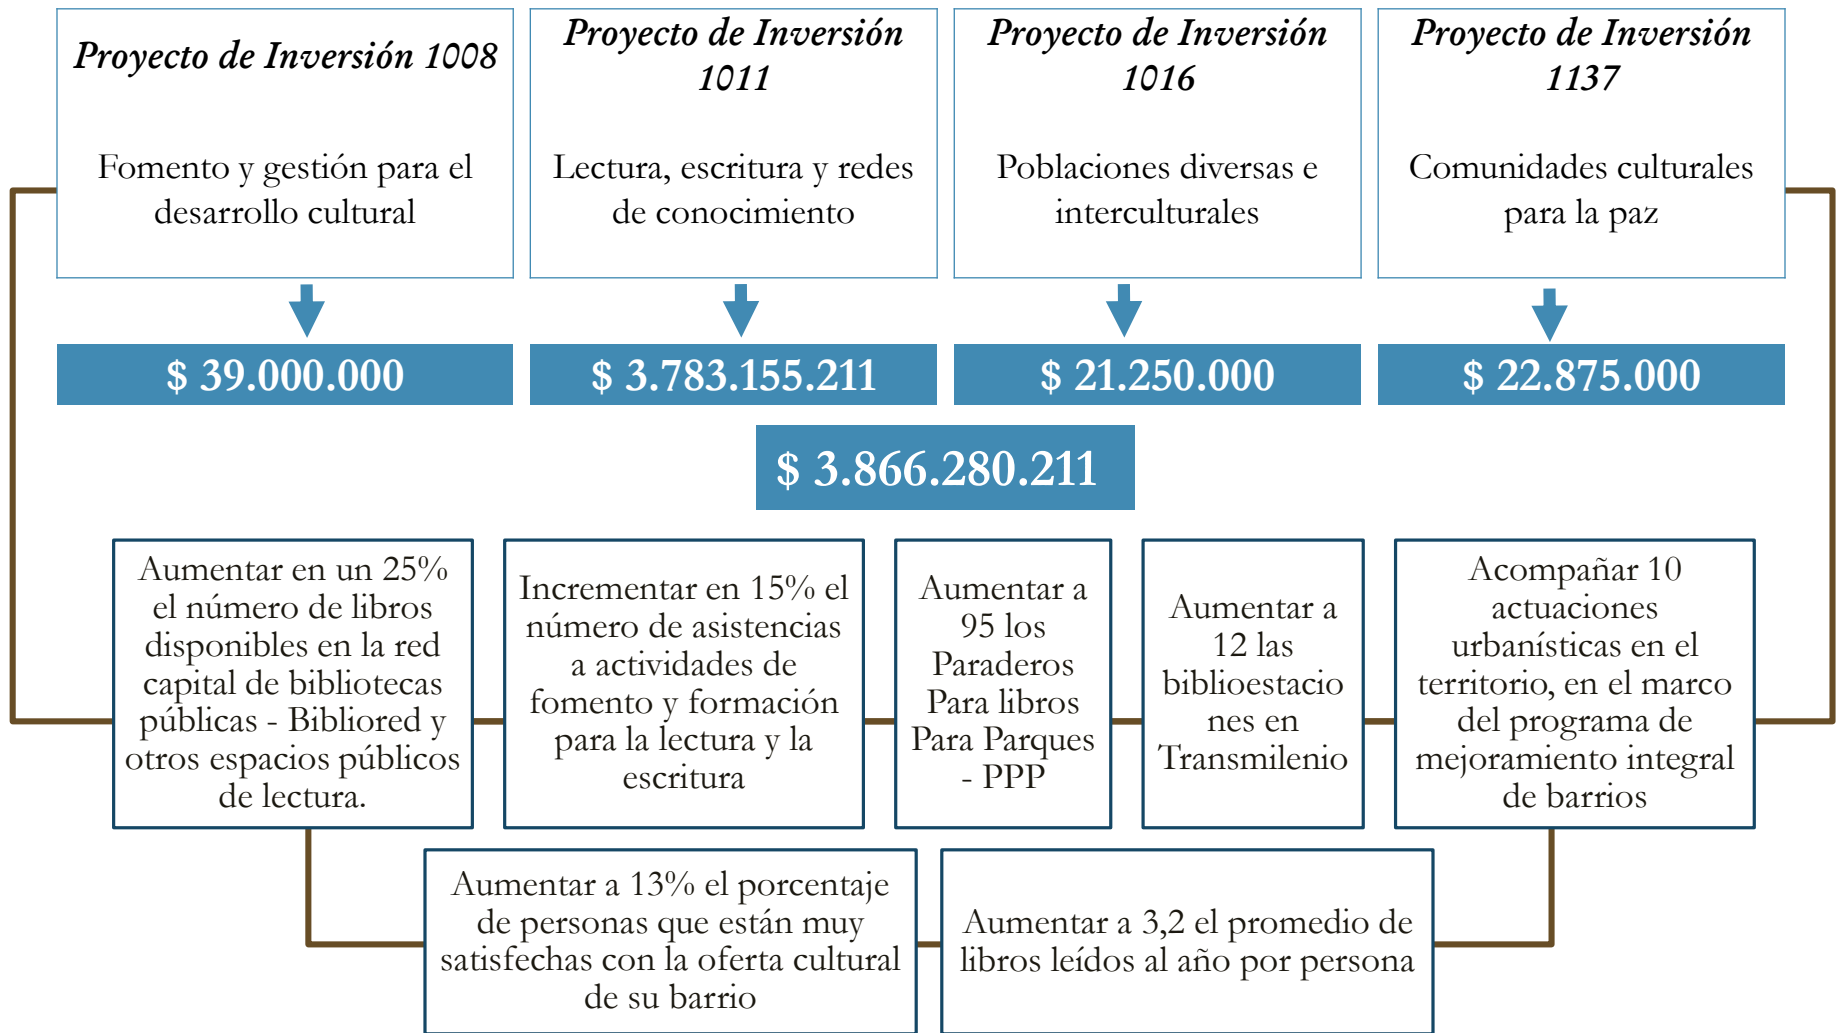 Proyecto de Inversión 1008
Fomento y gestión para el
desarrollo cultural
Proyecto de Inversión
1011
Lectura, escritura y redes
de conocimiento
Proyecto de Inversión
1016
Poblaciones diversas e
interculturales
Proyecto de Inversión
1137
Comunidades culturales
para la paz
$ 39.000.000
$ 3.783.155.211
$ 21.250.000
$ 22.875.000
$ 3.866.280.211
Aumentar en un 25%
el número de libros
disponibles en la red
capital de bibliotecas
públicas - Bibliored y
otros espacios públicos
de lectura.
Incrementar en 15% el
número de asistencias
a actividades de
fomento y formación
para la lectura y la
escritura
Aumentar a
95 los
Paraderos
Para libros
Para Parques
- PPP
Aumentar a
12 las
biblioestacio
nes en
Transmilenio
Acompañar 10
actuaciones
urbanísticas en el
territorio, en el marco
del programa de
mejoramiento integral
de barrios
Aumentar a 13% el porcentaje
de personas que están muy
satisfechas con la oferta cultural
de su barrio
Aumentar a 3,2 el promedio de
libros leídos al año por persona